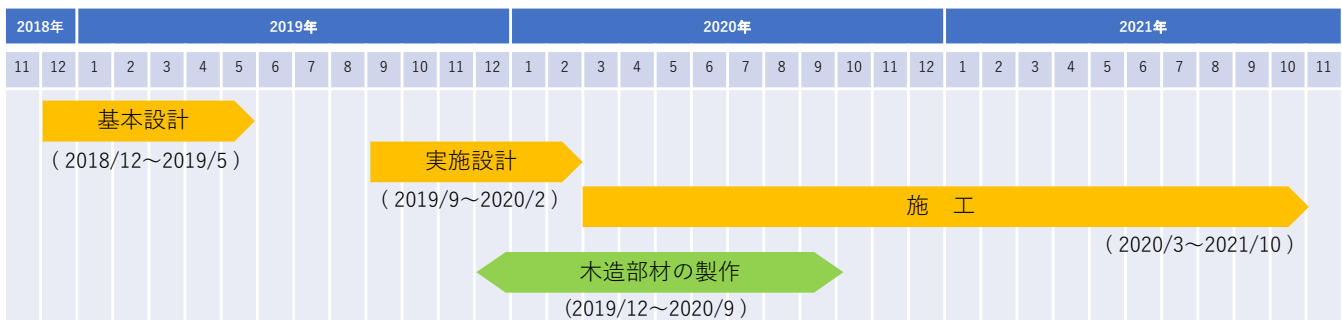 2018年 2019年 2020年 2021年
11 12 1 2 3 4 5 6 7 8 9 10 11 12 1 2 3 4 5 6 7 8 9 10 11 12 1 2 3 4 5 6 7 8 9 10 11
基本設計
( 2018/12～2019/5 )
実施設計
( 2019/9～2020/2 )
施　工
( 2020/3～2021/10 )
木造部材の製作
(2019/12～2020/9 )